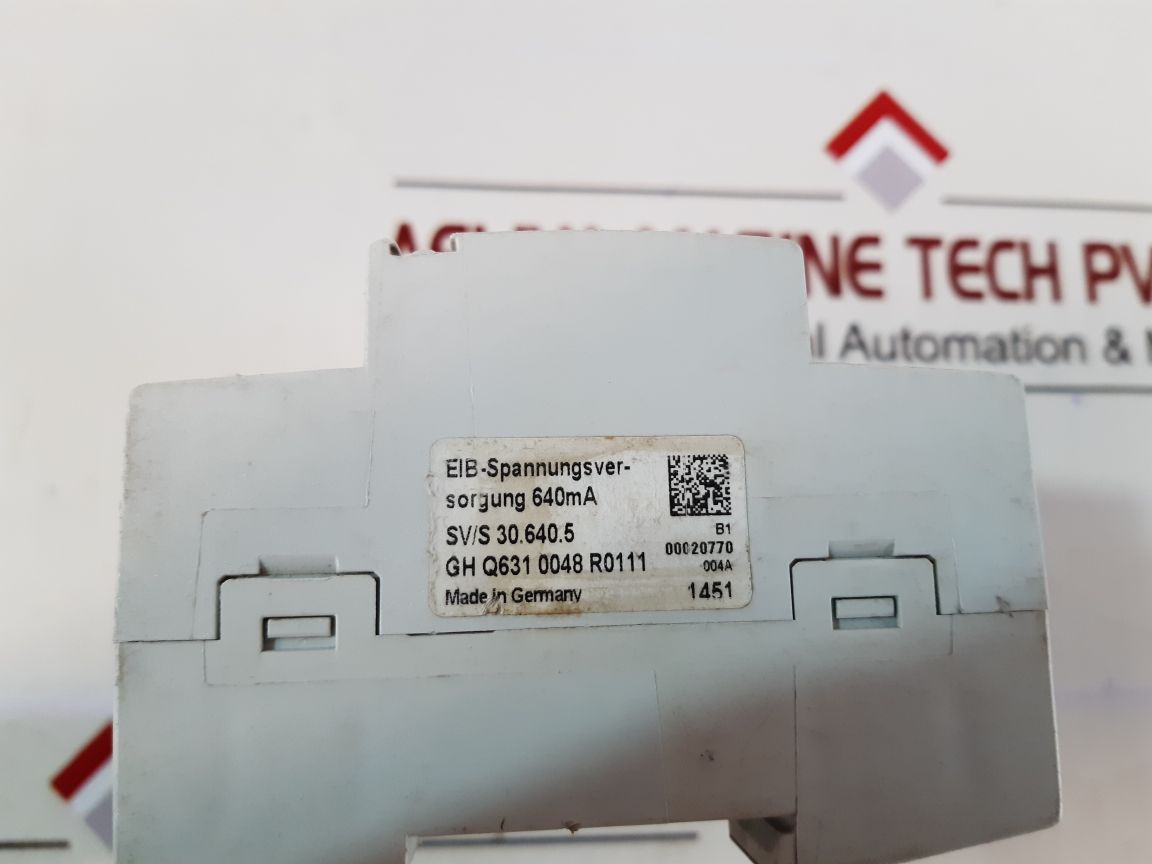 NE TECH PV
l Automation &
EIB-Spannungsver-
sorgung 640mA
SV/S 30.640.5
GH Q631 0048 R0111
Made in Germany
B1
00020770
004A
1451